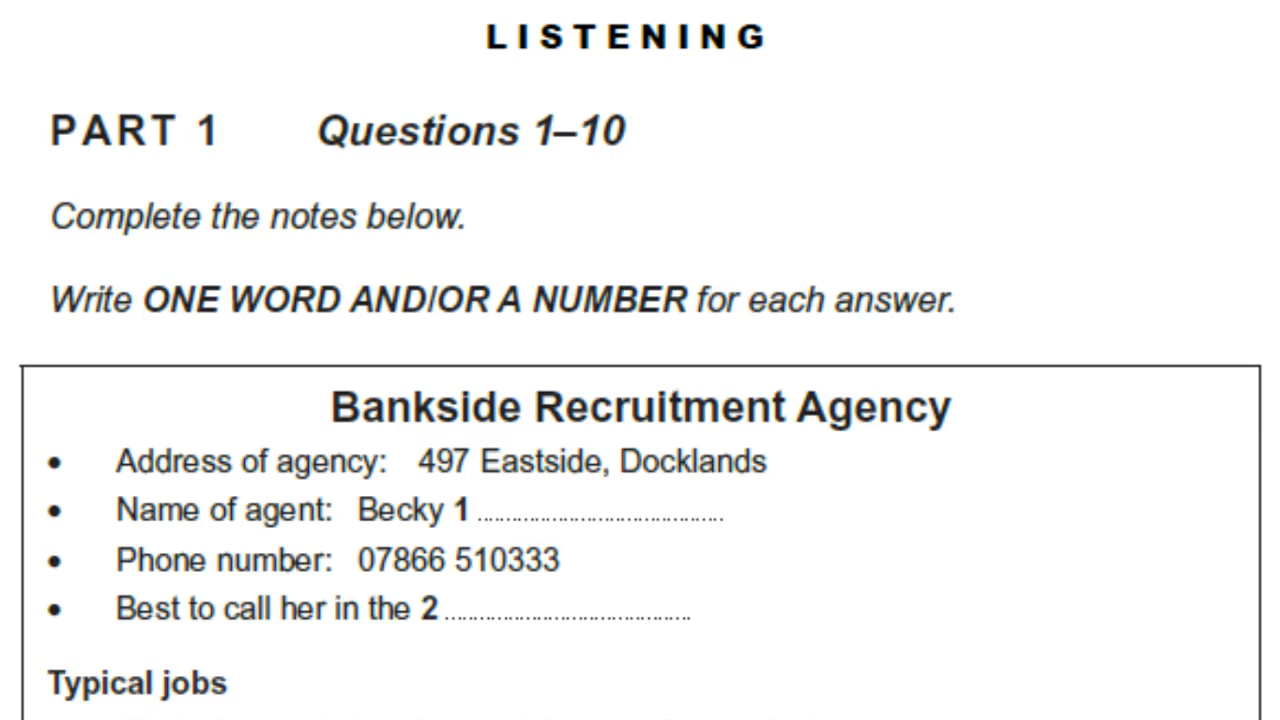 LISTENING
PART 1 Questions 1–10
Complete the notes below.
Write ONE WORD AND/OR A NUMBER for each answer.
Bankside Recruitment Agency
• Address of agency: 497 Eastside, Docklands
• Name of agent: Becky 1 ..........................................
• Phone number: 07866 510333
• Best to call her in the 2 ..........................................
Typical jobs